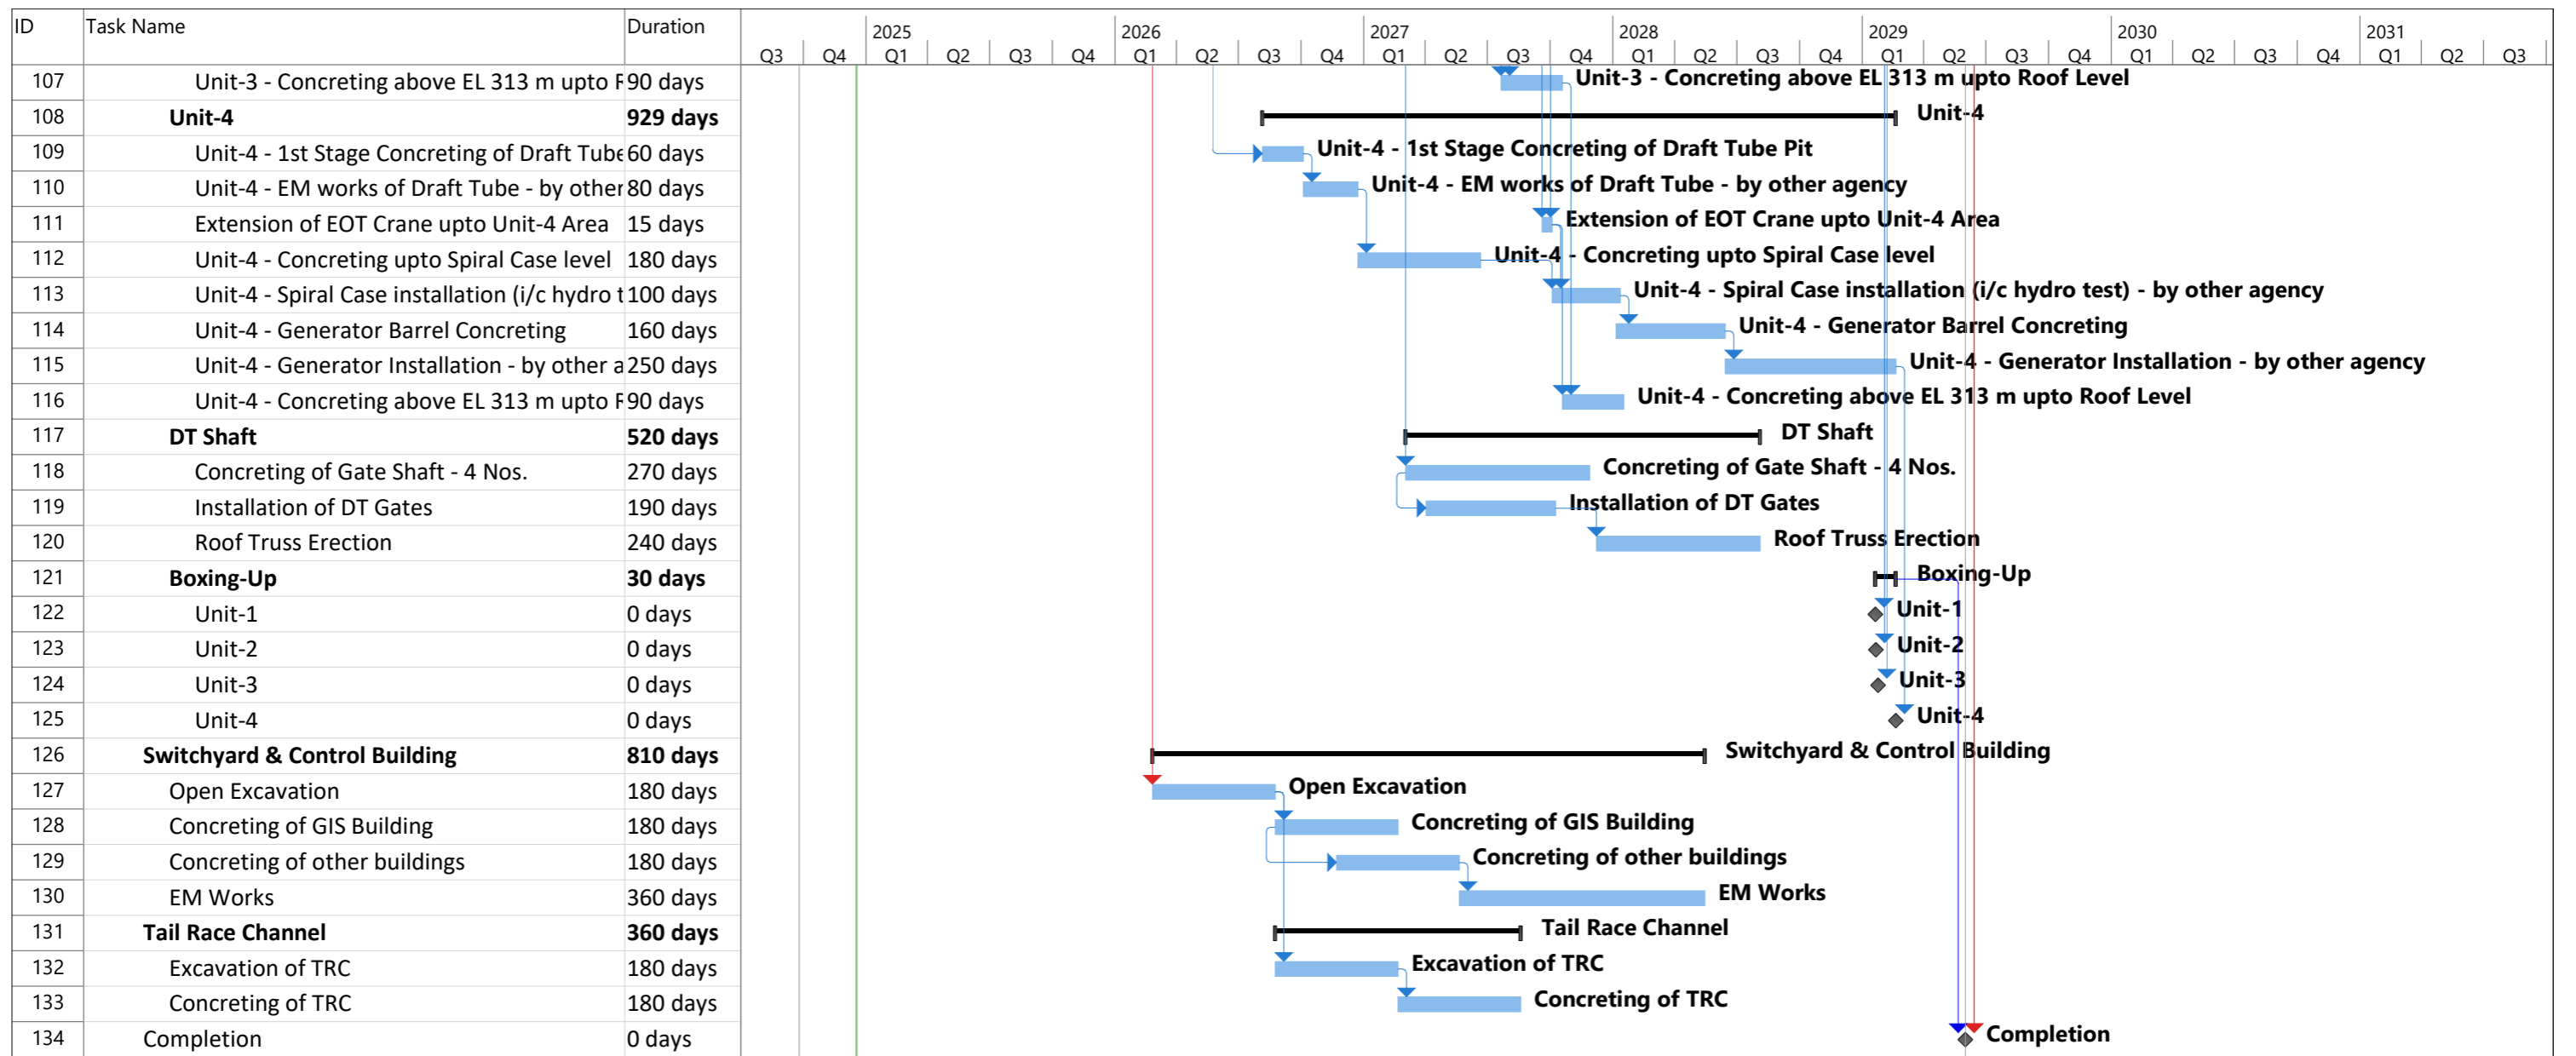 ID Task Name Duration 2025 2026 2027 2028 2029 2030 2031
Q3 Q4 Q1 Q2 Q3 Q4 Q1 Q2 Q3 Q4 Q1 Q2 Q3 Q4 Q1 Q2 Q3 Q4 Q1 Q2 Q3 Q4 Q1 Q2 Q3 Q4 Q1 Q2 Q3
107 Unit-3 - Concreting above EL 313 m upto R 90 days Unit-3 - Concreting above EL 313 m upto Roof Level
108 Unit-4 929 days Unit-4
109 Unit-4 - 1st Stage Concreting of Draft Tube 60 days Unit-4 - 1st Stage Concreting of Draft Tube Pit
110 Unit-4 - EM works of Draft Tube - by other 80 days Unit-4 - EM works of Draft Tube - by other agency
111 Extension of EOT Crane upto Unit-4 Area 15 days Extension of EOT Crane upto Unit-4 Area
112 Unit-4 - Concreting upto Spiral Case level 180 days Unit-4 - Concreting upto Spiral Case level
113 Unit-4 - Spiral Case installation (i/c hydro t 100 days Unit-4 - Spiral Case installation (i/c hydro test) - by other agency
114 Unit-4 - Generator Barrel Concreting 160 days Unit-4 - Generator Barrel Concreting
115 Unit-4 - Generator Installation - by other a 250 days Unit-4 - Generator Installation - by other agency
116 Unit-4 - Concreting above EL 313 m upto R 90 days Unit-4 - Concreting above EL 313 m upto Roof Level
117 DT Shaft 520 days DT Shaft
118 Concreting of Gate Shaft - 4 Nos. 270 days Concreting of Gate Shaft - 4 Nos.
119 Installation of DT Gates 190 days Installation of DT Gates
120 Roof Truss Erection 240 days Roof Truss Erection
121 Boxing-Up 30 days Boxing-Up
122 Unit-1 0 days Unit-1
123 Unit-2 0 days Unit-2
124 Unit-3 0 days Unit-3
125 Unit-4 0 days Unit-4
126 Switchyard & Control Building 810 days Switchyard & Control Building
127 Open Excavation 180 days Open Excavation
128 Concreting of GIS Building 180 days Concreting of GIS Building
129 Concreting of other buildings 180 days Concreting of other buildings
130 EM Works 360 days EM Works
131 Tail Race Channel 360 days Tail Race Channel
132 Excavation of TRC 180 days Excavation of TRC
133 Concreting of TRC 180 days Concreting of TRC
134 Completion 0 days Completion